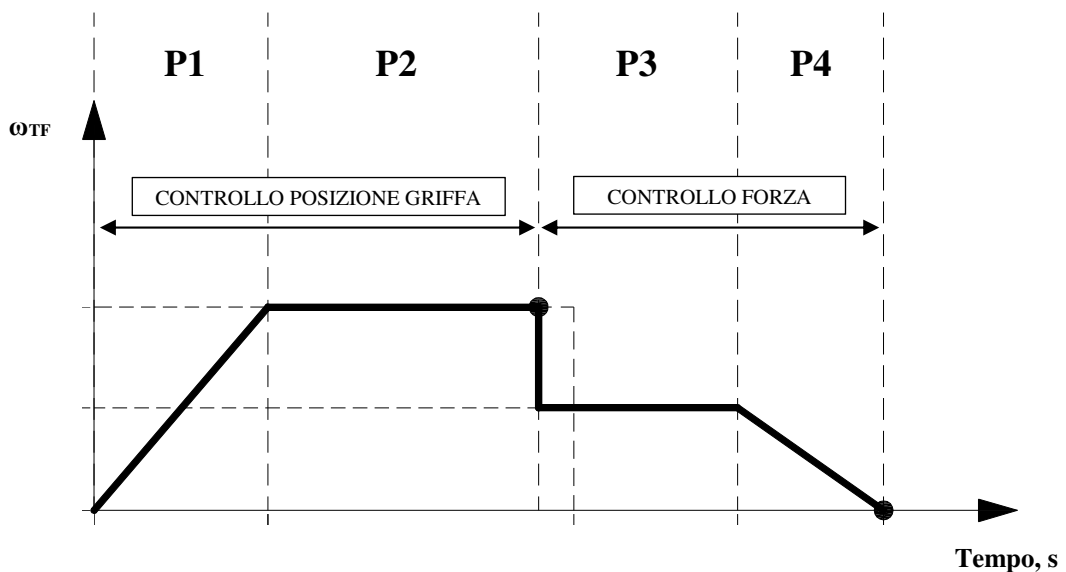 P1 P2 P3 P4
ωTF
CONTROLLO POSIZIONE GRIFFA CONTROLLO FORZA
Tempo, s